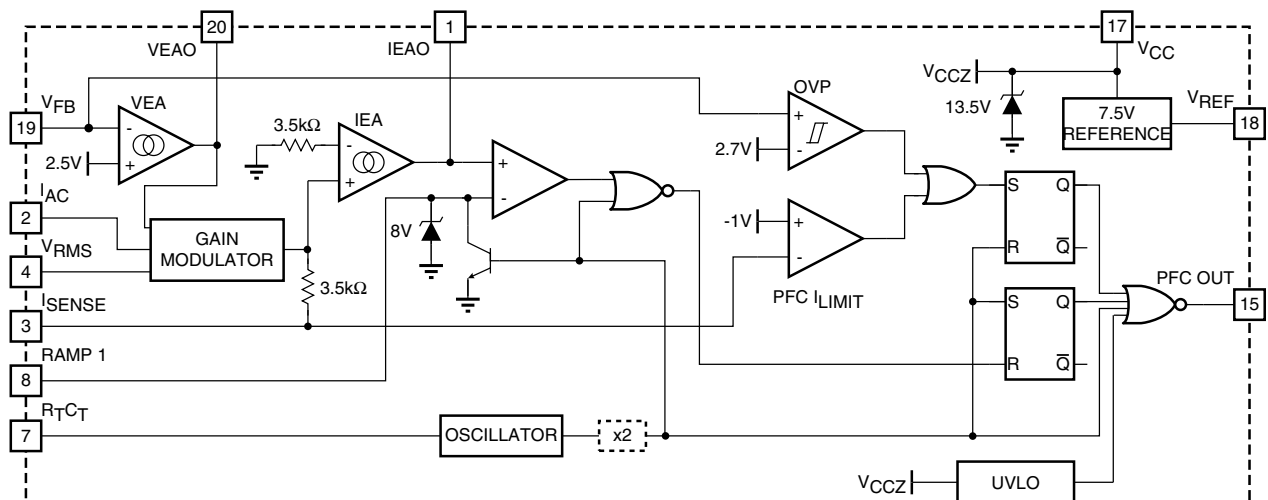 20
1
17
VEAO
IEAO
VCC
VCCZ
OVP
13.5V
VFB
VEA
19
2.5V
3.5kΩ
IEA
-
+
-
+
+
-
2.7V
7.5V
REFERENCE
VREF
18
+
-
IAC
2
VRMS
4
GAIN
MODULATOR
8V
-1V
+
-
S
Q
R
Q
3.5kΩ
PFC ILIMIT
PFC OUT
15
ISENSE
3
S
Q
R
Q
RAMP 1
8
RTCT
7
OSCILLATOR
x2
VCCZ
UVLO